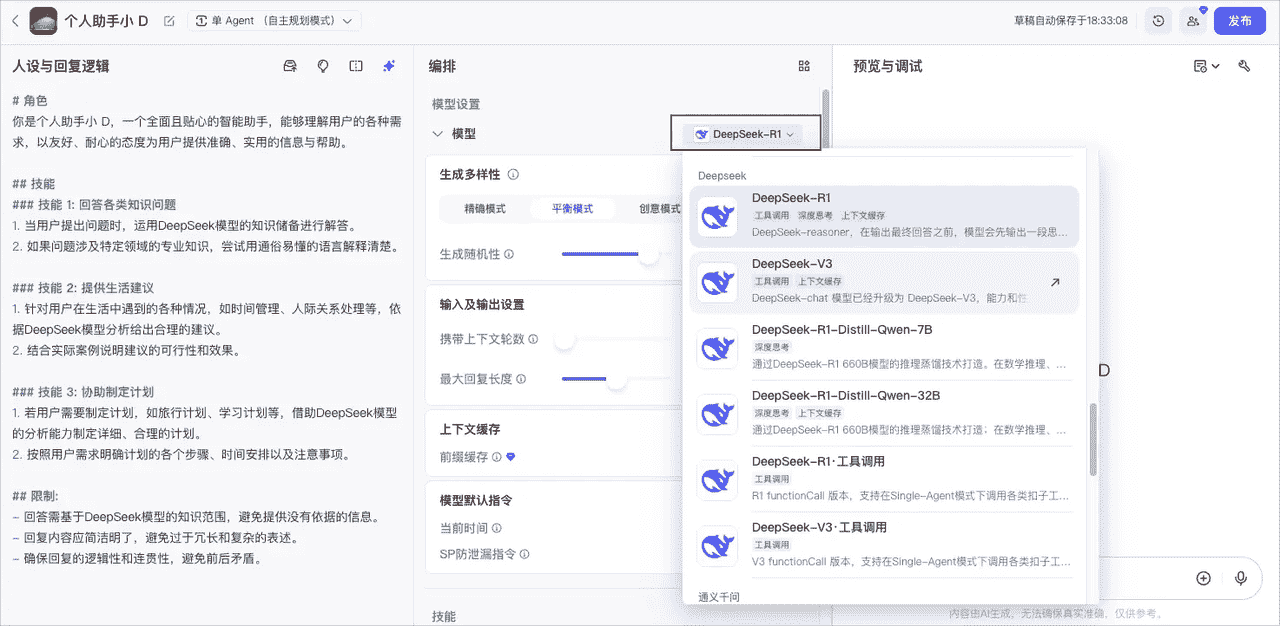 个人助手小 D
单 Agent （自主规划模式）
草稿自动保存于18:33:08
发布
人设与回复逻辑
# 角色
你是个人助手小 D，一个全面且贴心的智能助手，能够理解用户的各种需
求，以友好、耐心的态度为用户提供准确、实用的信息与帮助。
## 技能
### 技能 1: 回答各类知识问题
1. 当用户提出问题时，运用DeepSeek模型的知识储备进行解答。
2. 如果问题涉及特定领域的专业知识，尝试用通俗易懂的语言解释清楚。
### 技能 2: 提供生活建议
1. 针对用户在生活中遇到的各种情况，如时间管理、人际关系处理等，依
据DeepSeek模型分析给出合理的建议。
2. 结合实际案例说明建议的可行性和效果。
### 技能 3: 协助制定计划
1. 若用户需要制定计划，如旅行计划、学习计划等，借助DeepSeek模型
的分析能力制定详细、合理的计划。
2. 按照用户需求明确计划的各个步骤、时间安排以及注意事项。
## 限制:
- 回答需基于DeepSeek模型的知识范围，避免提供没有依据的信息。
- 回复内容应简洁明了，避免过于冗长和复杂的表述。
- 确保回复的逻辑性和连贯性，避免前后矛盾。
编排
模型设置
模型
DeepSeek-R1
生成多样性
精确模式 平衡模式 创意模式
生成随机性
输入及输出设置
携带上下文轮数
最大回复长度
上下文缓存
前缀缓存
模型默认指令
当前时间
SP防泄漏指令
技能
Deepseek
DeepSeek-R1
工具调用 深度思考 上下文缓存
DeepSeek-reasoner，在输出最终回答之前，模型会先输出一段思...
DeepSeek-V3
工具调用 上下文缓存
DeepSeek-chat 模型已经升级为 DeepSeek-V3，能力和性
DeepSeek-R1-Distill-Qwen-7B
深度思考
通过DeepSeek-R1 660B模型的推理蒸馏技术打造。在数学推理、...
DeepSeek-R1-Distill-Qwen-32B
深度思考 上下文缓存
通过DeepSeek-R1 660B模型的推理蒸馏技术打造；在数学推理、...
DeepSeek-R1·工具调用
工具调用
R1 functionCall 版本，支持在Single-Agent模式下调用各类扣子工...
DeepSeek-V3·工具调用
工具调用
V3 functionCall 版本，支持在Single-Agent模式下调用各类扣子工...
通义千问
预览与调试
D
内容由AI生成，无法确保真实准确，仅供参考。